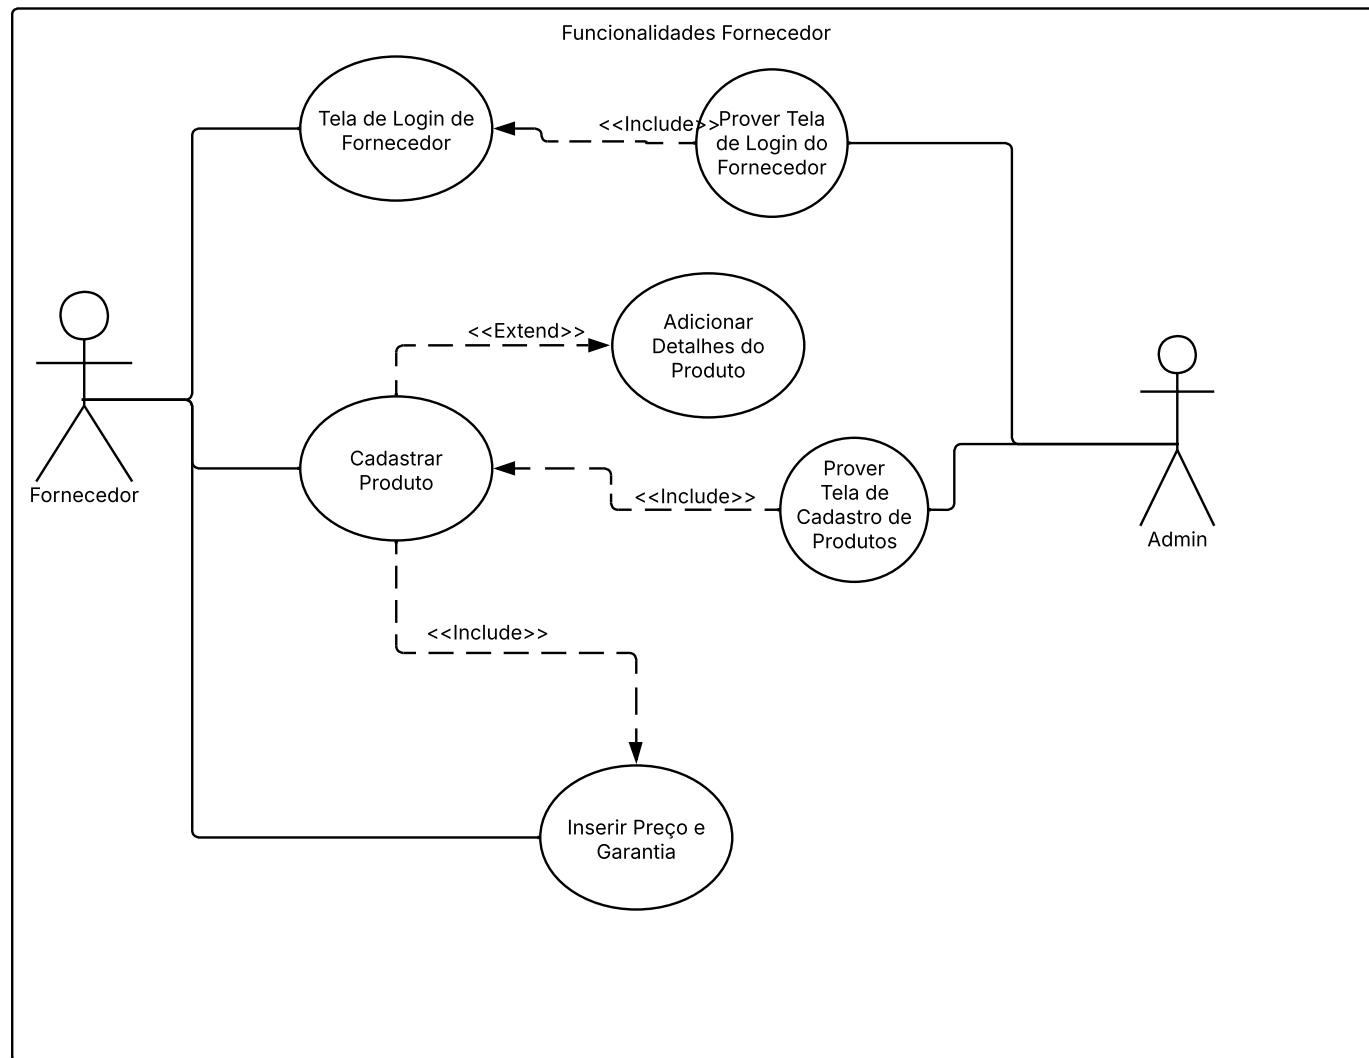 Funcionalidades Fornecedor
Tela de Login de
Fornecedor
<<Include>>
Prover Tela
de Login do
Fornecedor
<<Extend>>
Adicionar
Detalhes do
Produto
Fornecedor
Cadastrar
Produto
<<Include>>
Prover
Tela de
Cadastro de
Produtos
Admin
<<Include>>
Inserir Preço e
Garantia